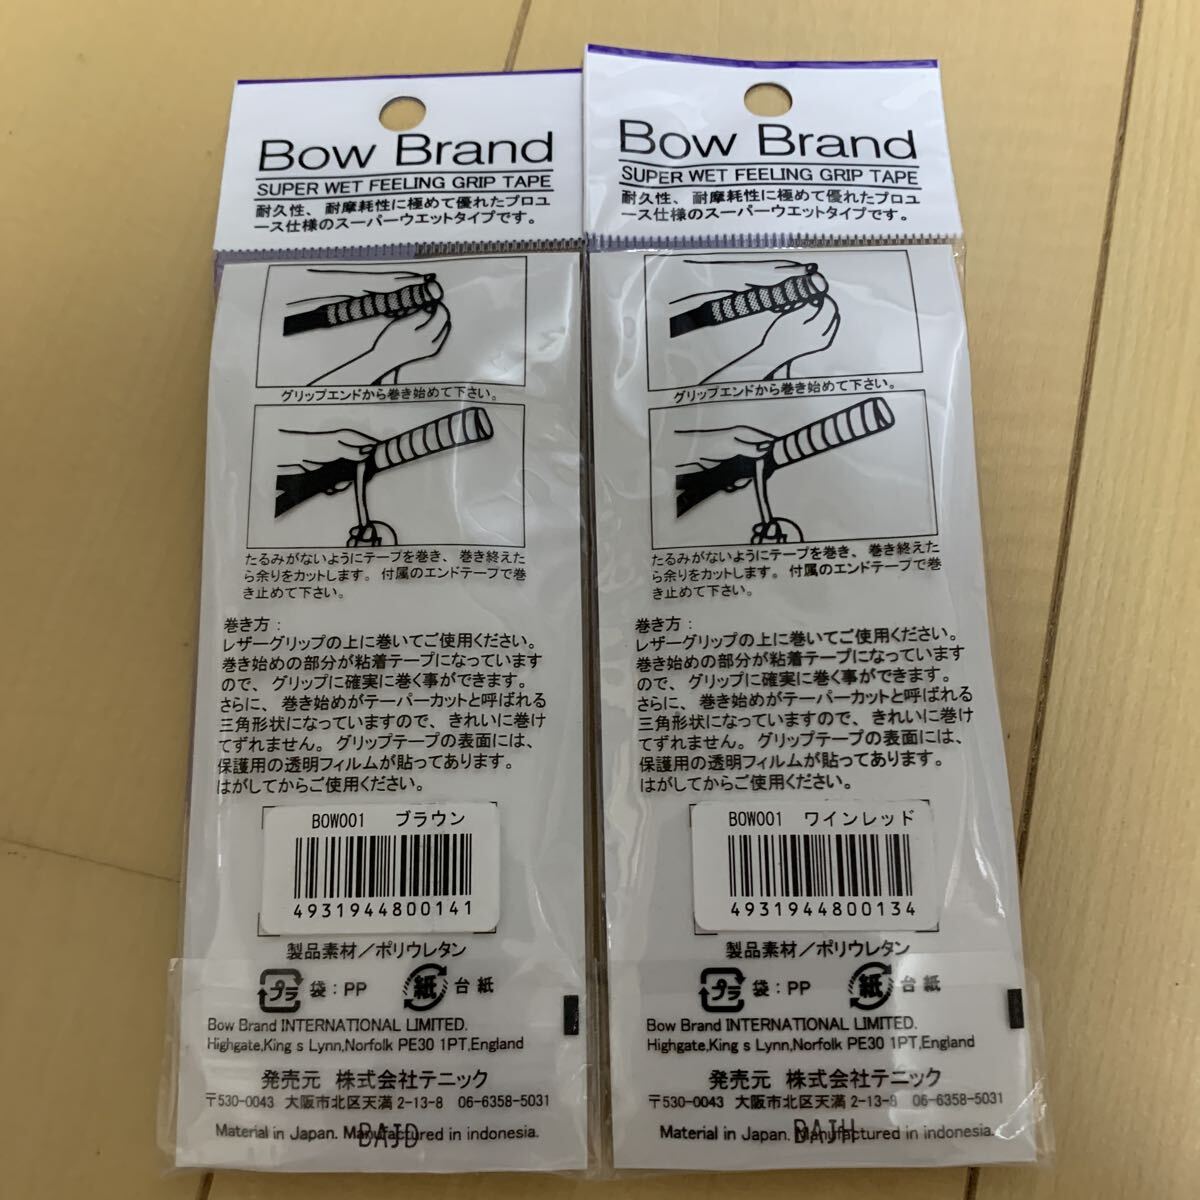 Bow Brand
SUPER WET FEELING GRIP TAPE
耐久性、耐摩耗性に極めて優れたプロユ
ース仕様のスーパーウエットタイプです。
グリップエンドから巻き始めて下さい。
たるみがないようにテープを巻き、巻き終えた
ら余りをカットします。付属のエンドテープで巻
き止めて下さい。
巻き方：
レザーグリップの上に巻いてご使用ください。
巻き始めの部分が粘着テープになっています
ので、グリップに確実に巻く事ができます。
さらに、巻き始めがテーパーカットと呼ばれる
三角形状になっていますので、きれいに巻け
てずれません。グリップテープの表面には、
保護用の透明フィルムが貼ってあります。
はがしてからご使用ください。
BOW001 ブラウン
4931944800141
製品素材／ポリウレタン
プラ 袋：PP 紙 台紙
Bow Brand INTERNATIONAL LIMITED.
Highgate,King s Lynn,Norfolk PE30 1PT,England
発売元 株式会社テニック
〒530-0043 大阪市北区天満2-13-8 06-6358-5031
Material in Japan. Manufactured in indonesia.
BAJD
Bow Brand
SUPER WET FEELING GRIP TAPE
耐久性、耐摩耗性に極めて優れたプロユ
ース仕様のスーパーウエットタイプです。
グリップエンドから巻き始めて下さい。
たるみがないようにテープを巻き、巻き終えた
ら余りをカットします。付属のエンドテープで巻
き止めて下さい。
巻き方：
レザーグリップの上に巻いてご使用ください。
巻き始めの部分が粘着テープになっています
ので、グリップに確実に巻く事ができます。
さらに、巻き始めがテーパーカットと呼ばれる
三角形状になっていますので、きれいに巻け
てずれません。グリップテープの表面には、
保護用の透明フィルムが貼ってあります。
はがしてからご使用ください。
BOW001 ワインレッド
4931944800134
製品素材／ポリウレタン
プラ 袋：PP 紙 台紙
Bow Brand INTERNATIONAL LIMITED.
Highgate,King s Lynn,Norfolk PE30 1PT,England
発売元 株式会社テニック
〒530-0043 大阪市北区天満2-13-8 06-6358-5031
Material in Japan. Manufactured in indonesia.